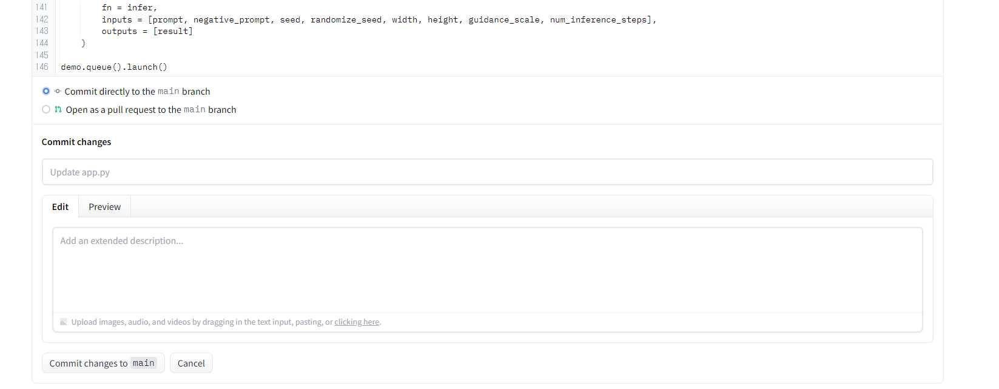 141 fn = infer,
142 inputs = [prompt, negative_prompt, seed, randomize_seed, width, height, guidance_scale, num_inference_steps],
143 outputs = [result]
144 )
145
146 demo.queue().launch()
Commit directly to the main branch
Open as a pull request to the main branch
Commit changes
Update app.py
Edit Preview
Add an extended description...
Upload images, audio, and videos by dragging in the text input, pasting, or clicking here.
Commit changes to main Cancel